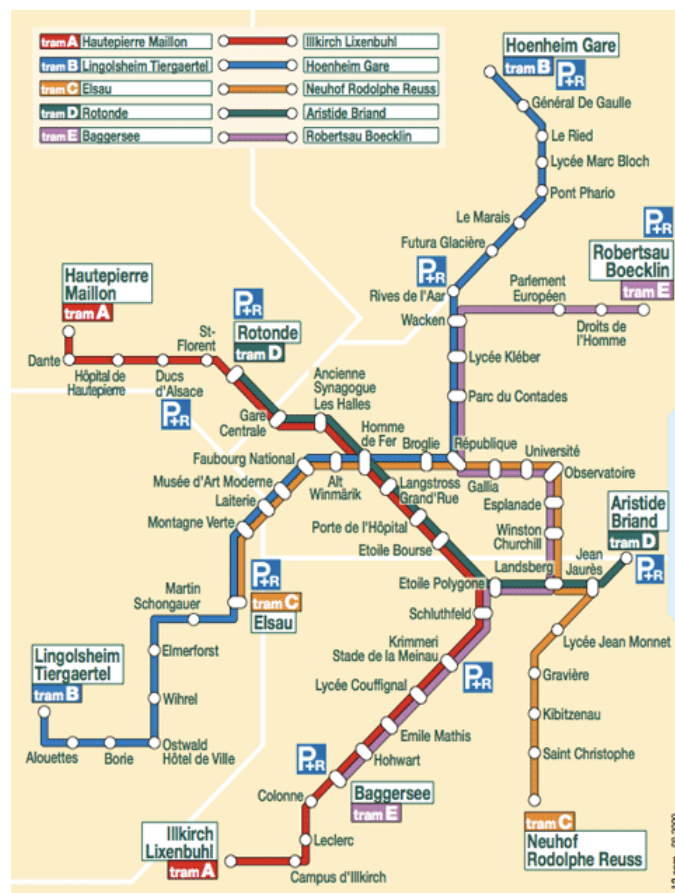 tram A Hautepierre Maillon Illkirch Lixenbuhl
tram B Lingolsheim Tiergaertel Hoenheim Gare
tram C Elsau Neuhof Rodolphe Reuss
tram D Rotonde Aristide Briand
tram E Baggersee Robertsau Boecklin
Hoenheim Gare
tram B P+R
Général De Gaulle
Le Ried
Lycée Marc Bloch
Pont Phario
Le Marais
Futura Glacière
P+R
Rives de l'Aar
P+R
Robertsau
Boecklin
tram E
Parlement
Européen
Droits de
l'Homme
Wacken
Lycée Kléber
Parc du Contades
Hautepierre
Maillon
tram A
P+R
Rotonde
tram D
St-
Florent
Dante
Hôpital de
Hautepierre
Ducs
d'Alsace
P+R
Gare
Centrale
Ancienne
Synagogue
Les Halles
Homme
de Fer
Broglie
République
Université
Gallia
Observatoire
Faubourg National
Musée d'Art Moderne
Laiterie
Montagne Verte
Alt
Winmärik
Langstross
Grand'Rue
Porte de l'Hôpital
Etoile Bourse
Esplanade
Winston
Churchill
Landsberg
Jean
Jaurès
Aristide
Briand
tram D
P+R
Etoile Polygone
Schluthfeld
P+R
tram C
Elsau
Martin
Schongauer
Elmerforst
Wihrel
Ostwald
Hôtel de Ville
Borie
Alouettes
Lingolsheim
Tiergaertel
tram B
Krimmeri
Stade de la Meinau
P+R
Lycée Couffignal
Emile Mathis
Hohwart
P+R
Baggersee
tram E
Colonne
Leclerc
Campus d'Illkirch
Illkirch
Lixenbuhl
tram A
Lycée Jean Monnet
Gravière
Kibitzenau
Saint Christophe
tram C
Neuhof
Rodolphe Reuss